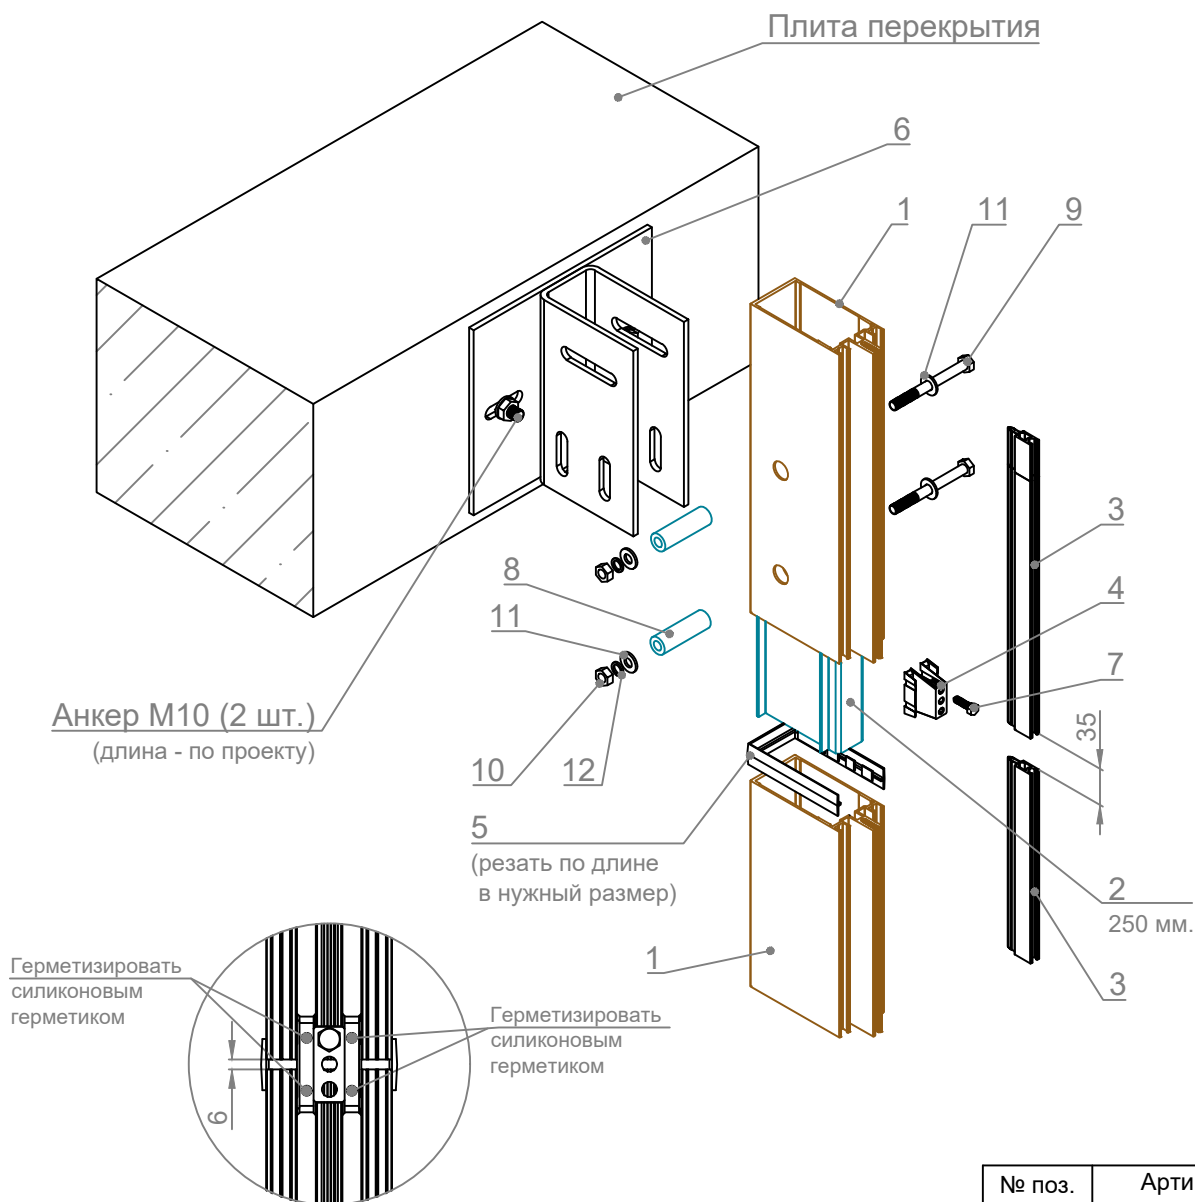 Плита перекрытия
6
1
11
9
3
4
7
8
11
Анкер М10 (2 шт.)
(длина - по проекту)
10
12
35
5
(резать по длине
в нужный размер)
2
250 мм.
1
3
Герметизировать
силиконовым
герметиком
Герметизировать
силиконовым
герметиком
6
№ поз.
Арти